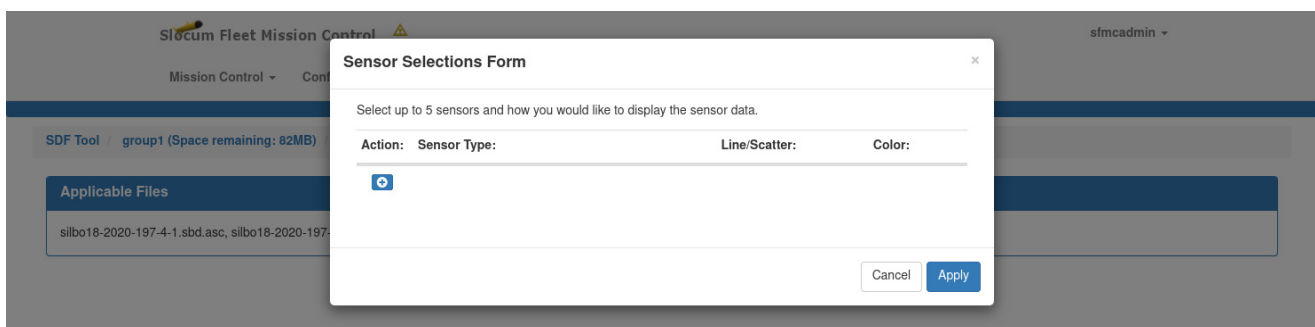 Slocum Fleet Mission Control
sfmcadmin
Mission Control
Conf
Sensor Selections Form
×
Select up to 5 sensors and how you would like to display the sensor data.
Action: Sensor Type: Line/Scatter: Color:
SDF Tool / group1 (Space remaining: 82MB) /
Applicable Files
silbo18-2020-197-4-1.sbd.asc, silbo18-2020-197-
Cancel Apply